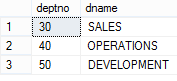 deptno dname
1 30 SALES
2 40 OPERATIONS
3 50 DEVELOPMENT